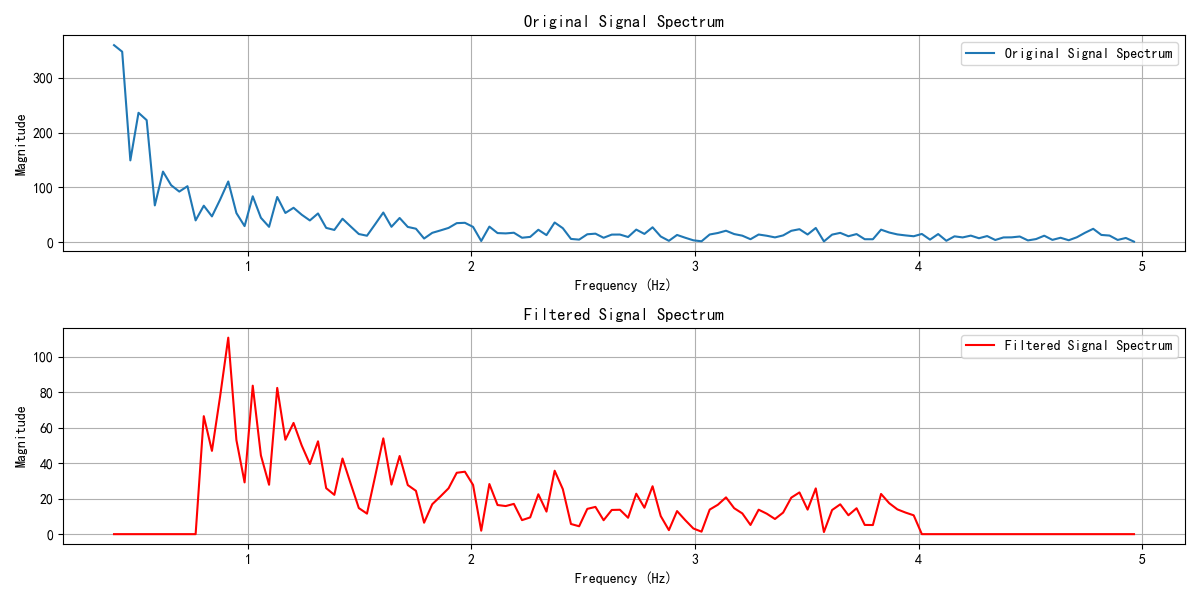 Original Signal Spectrum
Original Signal Spectrum
Magnitude
300
200
100
0
1
2
3
4
5
Frequency (Hz)
Filtered Signal Spectrum
Filtered Signal Spectrum
Magnitude
100
80
60
40
20
0
1
2
3
4
5
Frequency (Hz)